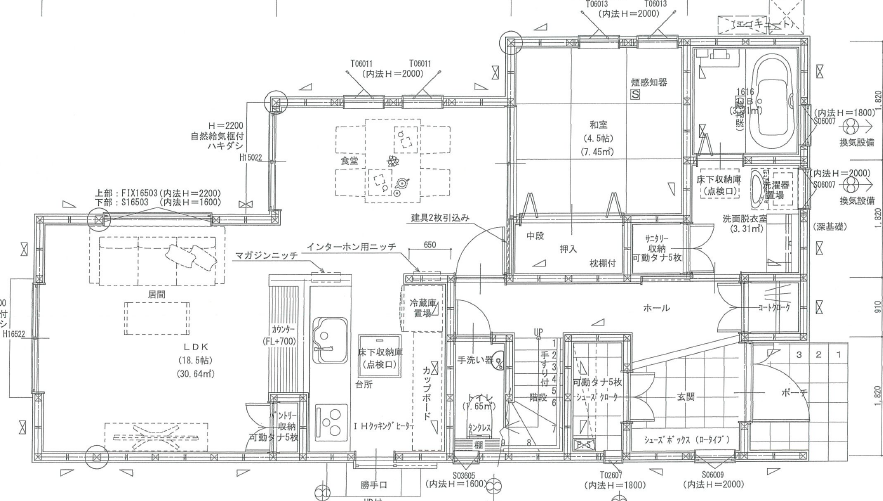 T06013 T06013
(内法H=2000)
(エコキュート)
T06011 T06011
(内法H=2000)
煙感知器
S
1616
H=2200
自然給気框付
ハキダシ
H15022
食堂
和室
(4.5帖)
(7.45㎡)
(深基礎)
(内法H=1800)
S06007
換気設備
1,820
上部:FIX16503 (内法H=2200)
下部:S16503 (内法H=1600)
床下収納庫
(点検口)
洗濯器
置場
(内法H=2000)
S06007
換気設備
建具2枚引込み
中段
押入
枕棚付
サニタリー
収納
可動タナ5枚
洗面脱衣室
(3.31㎡)
(深基礎)
1,820
インターホン用ニッチ
マガジンニッチ
650
居間
H16522
LDK
(18.5帖)
(30.64㎡)
カウンター
(FL+700)
冷蔵庫
置場
ホール
コートクローク
910
床下収納庫
(点検口)
台所
カップボード
手洗い器
トイレ
(1.65㎡)
タンクレス
棚
UP
1
2
3
4
5
6
7
8
手すり付
階段
可動タナ5枚
シューズクローク
玄関
ポーチ
3 2 1
1,820
パントリー
収納
可動タナ5枚
IHクッキングヒーター
P・S
シューズボックス(ロータイプ)
勝手口
S03605
(内法H=1600)
T02607
(内法H=1800)
S06009
(内法H=2000)